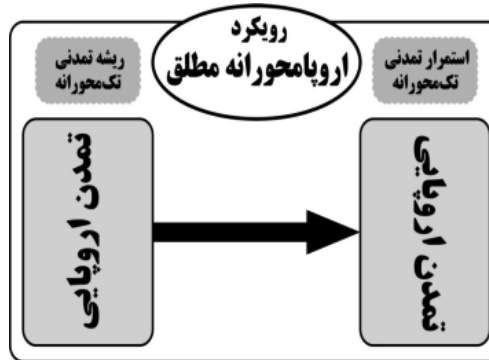 رویکرد
اروپامحورانه مطلق
استمرار تمدنی
تک‌محورانه
ریشه تمدنی
تک‌محورانه
تمدن اروپایی
تمدن اروپایی